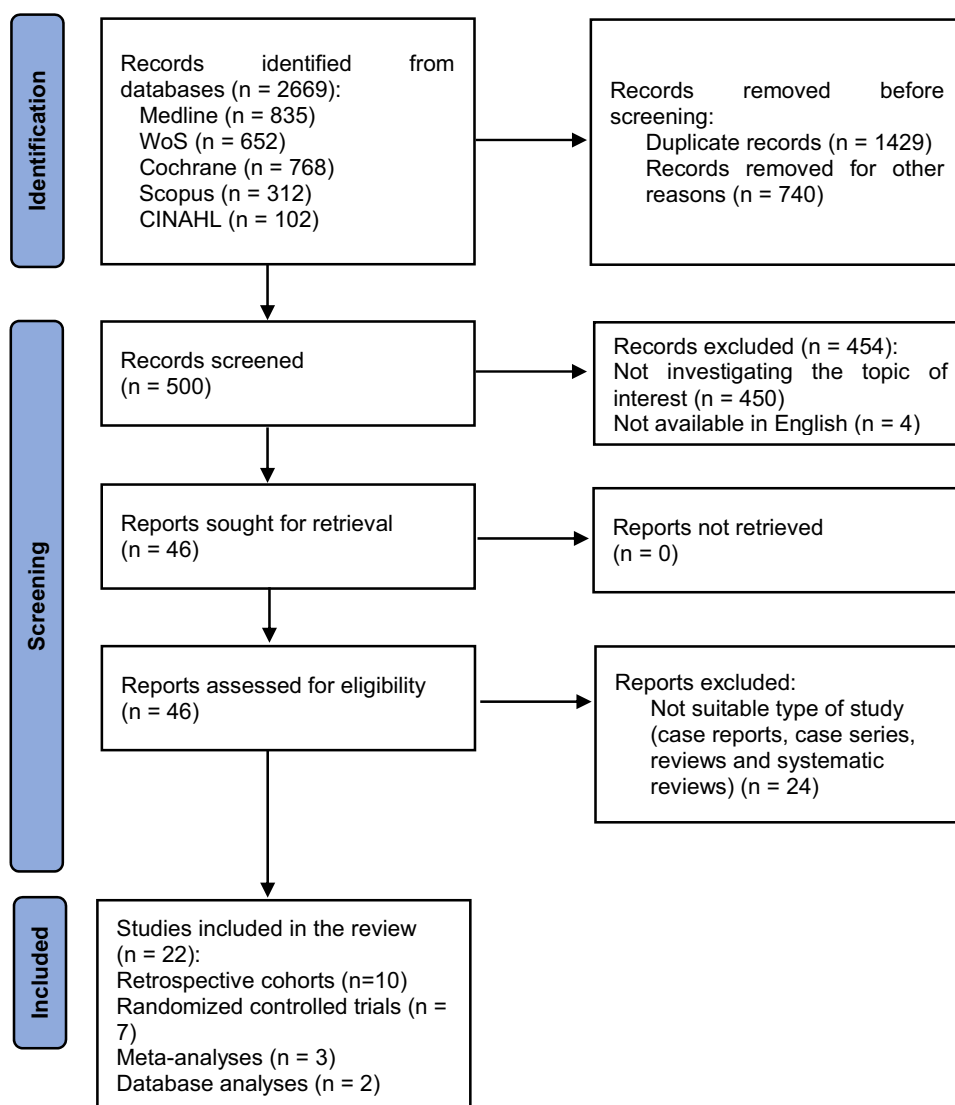 Identification
Records identified from
databases (n = 2669):
Medline (n = 835)
WoS (n = 652)
Cochrane (n = 768)
Scopus (n = 312)
CINAHL (n = 102)
Records removed before
screening:
Duplicate records (n = 1429)
Records removed for other
reasons (n = 740)
Screening
Records screened
(n = 500)
Records excluded (n = 454):
Not investigating the topic of
interest (n = 450)
Not available in English (n = 4)
Reports sought for retrieval
(n = 46)
Reports not retrieved
(n = 0)
Reports assessed for eligibility
(n = 46)
Reports excluded:
Not suitable type of study
(case reports, case series,
reviews and systematic
reviews) (n = 24)
Included
Studies included in the review
(n = 22):
Retrospective cohorts (n=10)
Randomized controlled trials (n =
7)
Meta-analyses (n = 3)
Database analyses (n = 2)